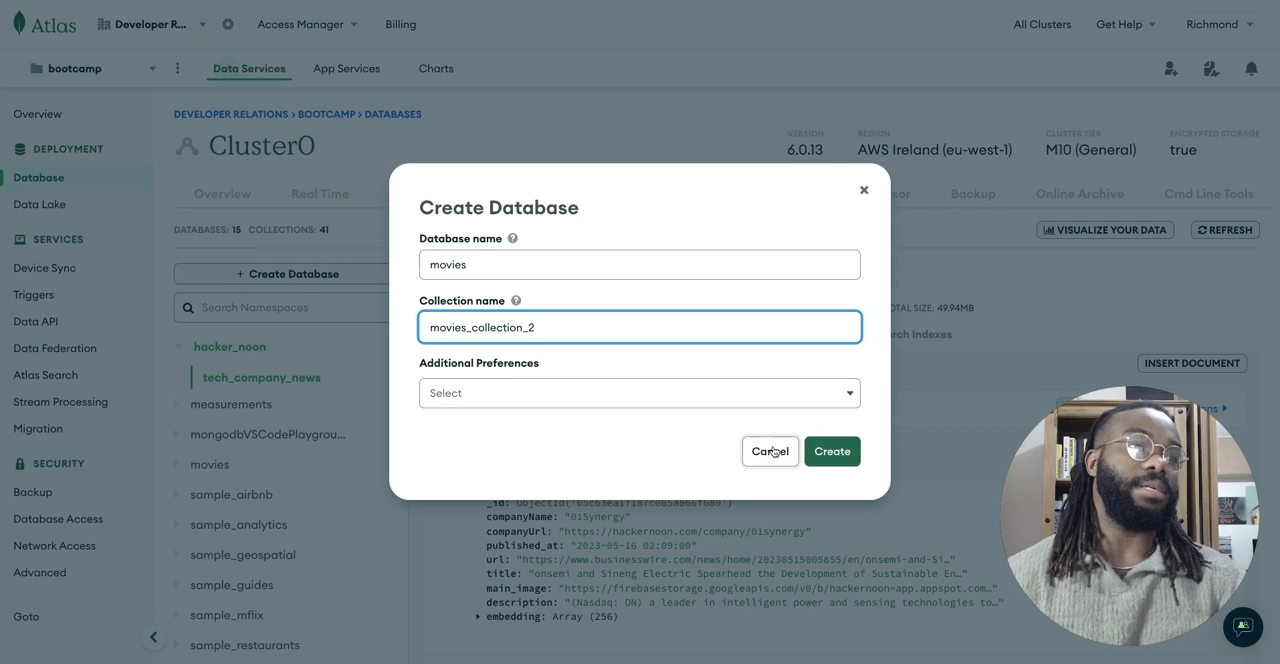 Atlas
Developer R...
Access Manager
Billing
All Clusters
Get Help
Richmond
bootcamp
Data Services
App Services
Charts
Overview
DEPLOYMENT
Database
Data Lake
SERVICES
Device Sync
Triggers
Data API
Data Federation
Atlas Search
Stream Processing
Migration
SECURITY
Backup
Database Access
Network Access
Advanced
Goto
DEVELOPER RELATIONS > BOOTCAMP > DATABASES
Cluster0
VERSION
6.0.13
REGION
AWS Ireland (eu-west-1)
CLUSTER TIER
M10 (General)
ENCRYPTED STORAGE
true
Overview
Real Time
Backup
Online Archive
Cmd Line Tools
DATABASES: 15 COLLECTIONS: 41
VISUALIZE YOUR DATA
REFRESH
+ Create Database
Search Namespaces
hacker_noon
tech_company_news
measurements
mongodbVSCodePlaygrou...
movies
sample_airbnb
sample_analytics
sample_geospatial
sample_guides
sample_mflix
sample_restaurants
Create Database
Database name
movies
Collection name
movies_collection_2
Additional Preferences
Select
Cancel
Create
SIZE: 49.94MB
Indexes
INSERT DOCUMENT
_id: ObjectId('65c63ea1f187c085a866f680')
companyName: "01Synergy"
companyUrl: "https://hackernoon.com/company/01synergy"
published_at: "2023-05-16 02:09:00"
url: "https://www.businesswire.com/news/home/20230515005855/en/onsemi-and-Si…"
title: "onsemi and Sineng Electric Spearhead the Development of Sustainable En…"
main_image: "https://firebasestorage.googleapis.com/v0/b/hackernoon-app.appspot.com…"
description: "(Nasdaq: ON) a leader in intelligent power and sensing technologies to…"
embedding: Array (256)